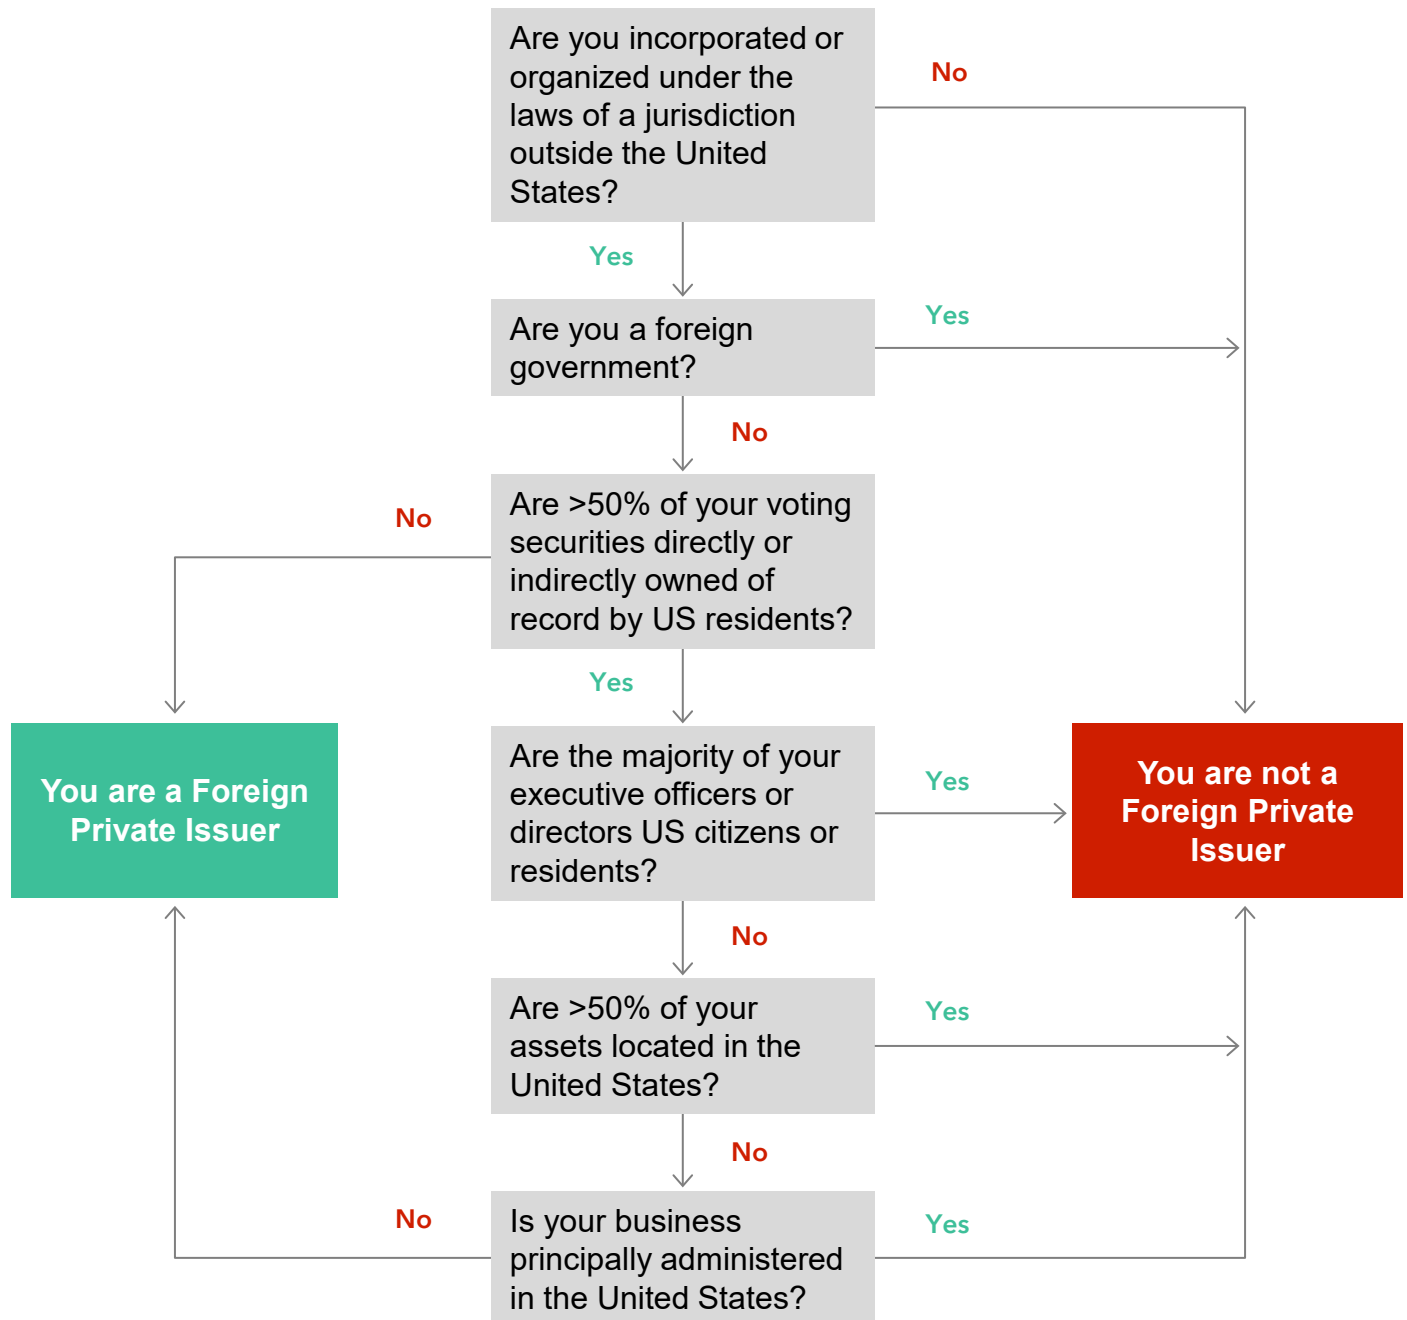 Are you incorporated or
organized under the
laws of a jurisdiction
outside the United
States?
No
Yes
Are you a foreign
government?
Yes
No
Are >50% of your voting
securities directly or
indirectly owned of
record by US residents?
No
Yes
You are a Foreign
Private Issuer
Are the majority of your
executive officers or
directors US citizens or
residents?
Yes
You are not a
Foreign Private
Issuer
No
Are >50% of your
assets located in the
United States?
Yes
No
No
Is your business
principally administered
in the United States?
Yes